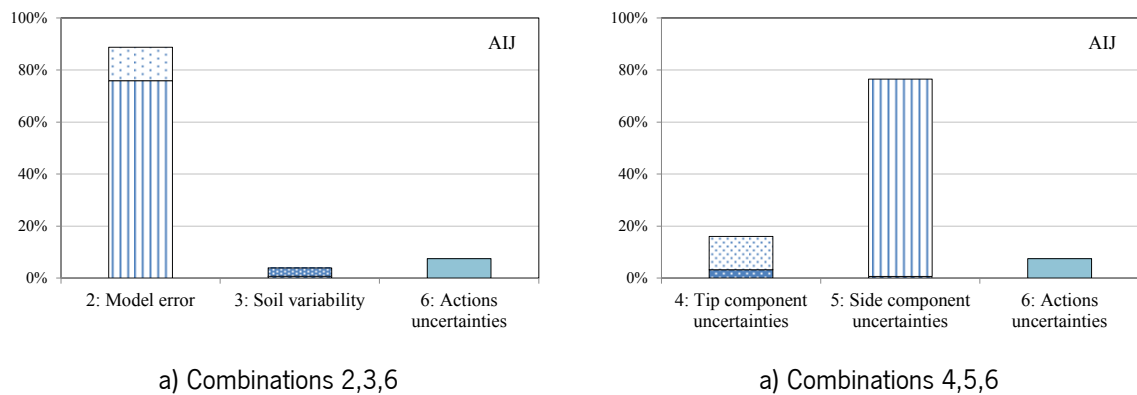 100%
80%
60%
40%
20%
0%
AIJ
2: Model error
3: Soil variability
6: Actions
uncertainties
a) Combinations 2,3,6
100%
80%
60%
40%
20%
0%
AIJ
4: Tip component
uncertainties
5: Side component
uncertainties
6: Actions
uncertainties
a) Combinations 4,5,6